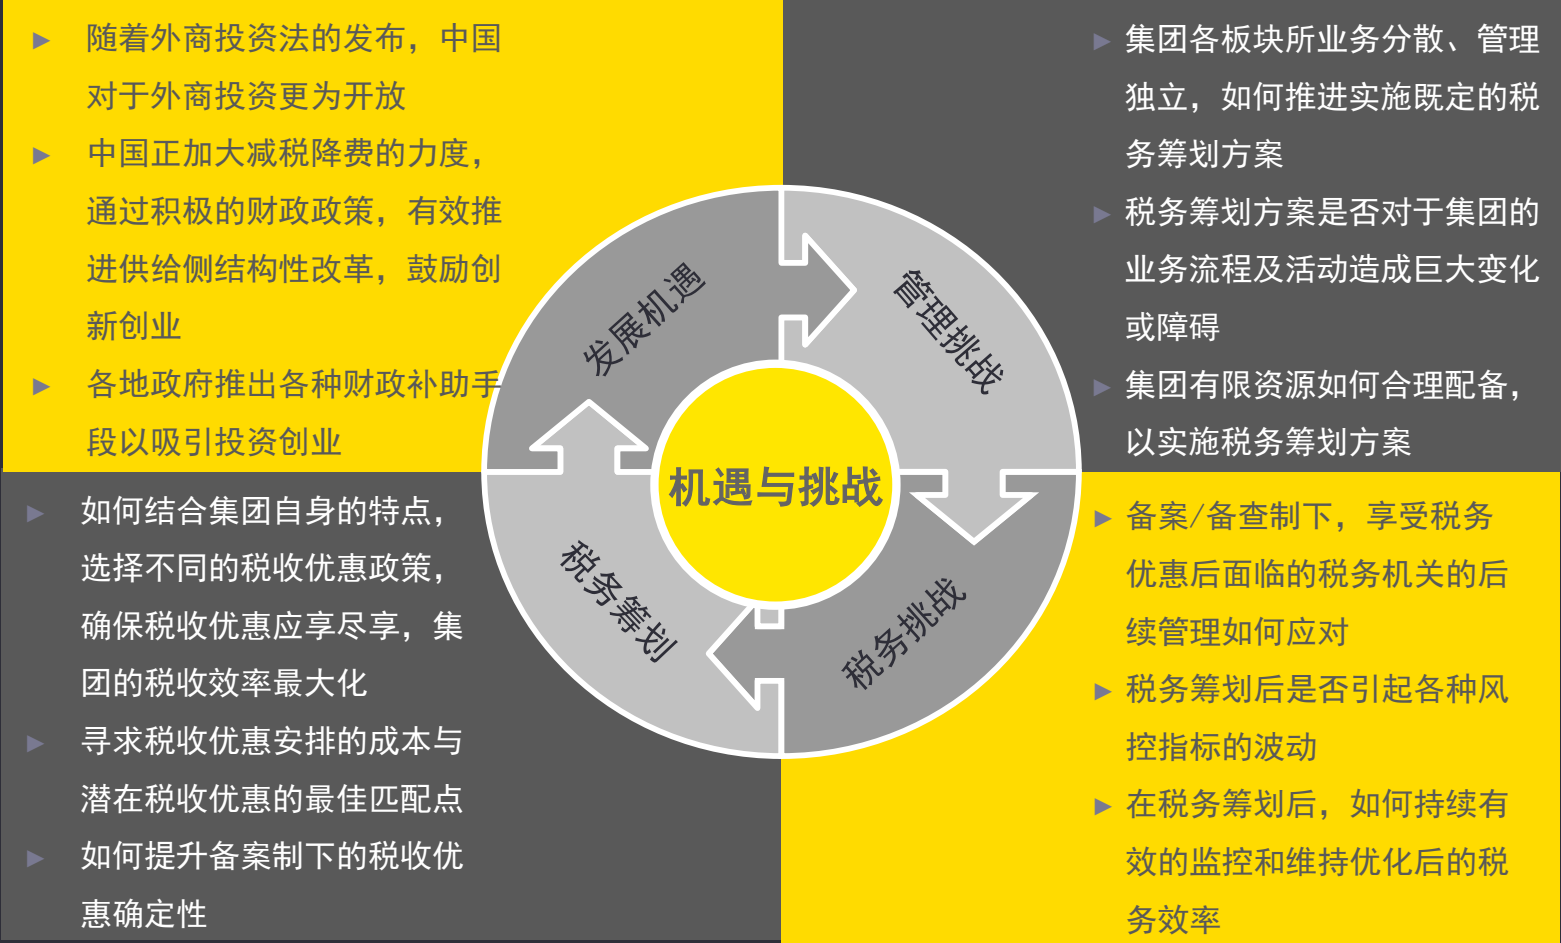 随着外商投资法的发布，中国
对于外商投资更为开放
中国正加大减税降费的力度，
通过积极的财政政策，有效推
进供给侧结构性改革，鼓励创
新创业
各地政府推出各种财政补助手
段以吸引投资创业
集团各板块所业务分散、管理
独立，如何推进实施既定的税
务筹划方案
税务筹划方案是否对于集团的
业务流程及活动造成巨大变化
或障碍
集团有限资源如何合理配备，
以实施税务筹划方案
发展机遇
管理挑战
机遇与挑战
税务筹划
税务挑战
如何结合集团自身的特点，
选择不同的税收优惠政策，
确保税收优惠应享尽享，集
团的税收效率最大化
寻求税收优惠安排的成本与
潜在税收优惠的最佳匹配点
如何提升备案制下的税收优
惠确定性
备案/备查制下，享受税务
优惠后面临的税务机关的后
续管理如何应对
税务筹划后是否引起各种风
控指标的波动
在税务筹划后，如何持续有
效的监控和维持优化后的税
务效率